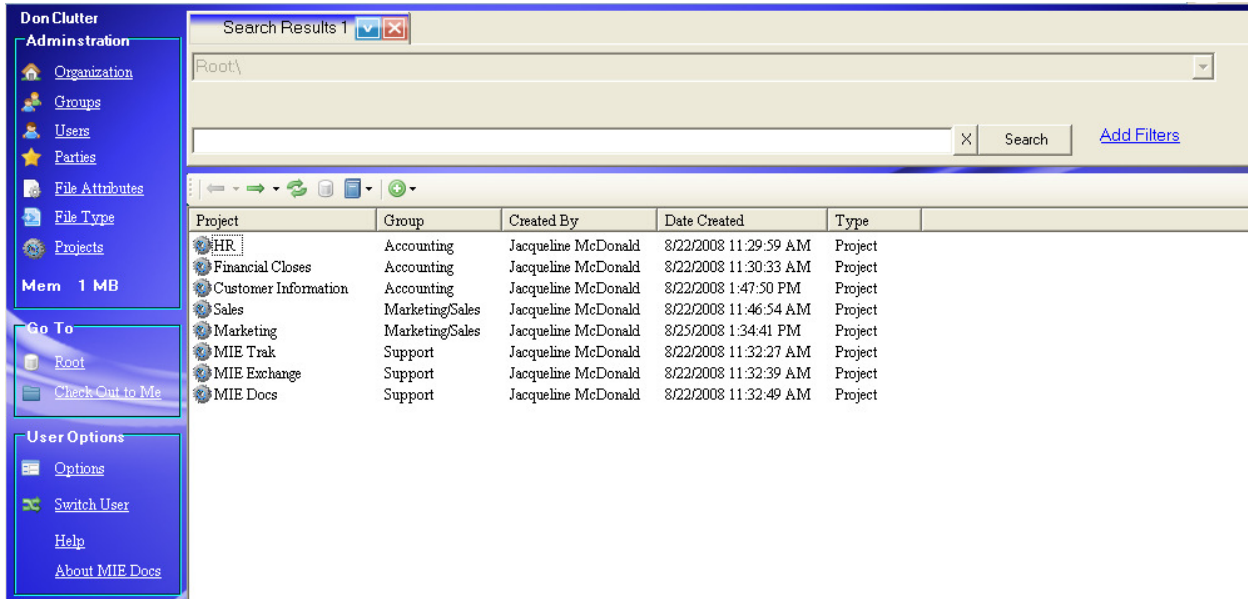 Don Clutter
Adminstration
Organization
Groups
Users
Parties
File Attributes
File Type
Projects
Mem 1 MB
Go To
Root
Check Out to Me
User Options
Options
Switch User
Help
About MIE Docs
Search Results 1
Root:\
X Search Add Filters
Project Group Created By Date Created Type
HR Accounting Jacqueline McDonald 8/22/2008 11:29:59 AM Project
Financial Closes Accounting Jacqueline McDonald 8/22/2008 11:30:33 AM Project
Customer Information Accounting Jacqueline McDonald 8/22/2008 1:47:50 PM Project
Sales Marketing/Sales Jacqueline McDonald 8/22/2008 11:46:54 AM Project
Marketing Marketing/Sales Jacqueline McDonald 8/25/2008 1:34:41 PM Project
MIE Trak Support Jacqueline McDonald 8/22/2008 11:32:27 AM Project
MIE Exchange Support Jacqueline McDonald 8/22/2008 11:32:39 AM Project
MIE Docs Support Jacqueline McDonald 8/22/2008 11:32:49 AM Project